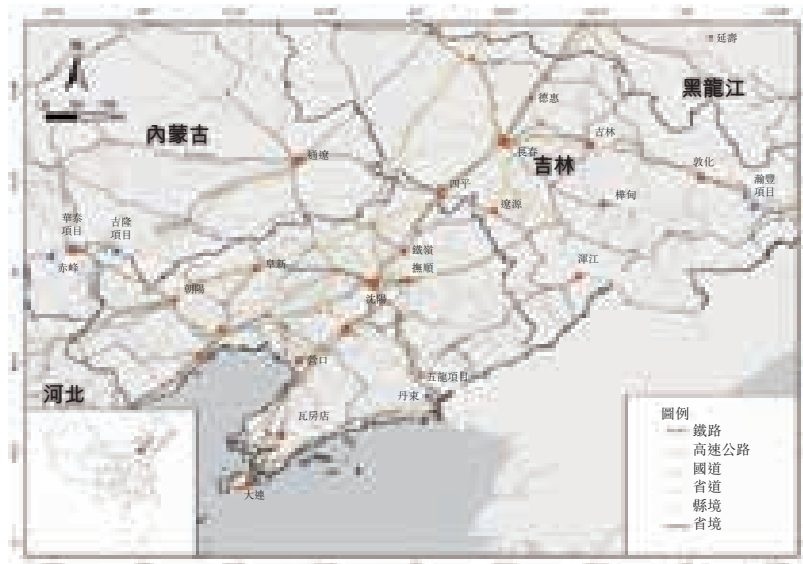 延壽
黑龍江
德惠
內蒙古
吉林
長春
吉林
通遼
敦化
四平
瀚豐
項目
樺甸
遼源
華泰
項目
吉隆
項目
鐵嶺
赤峰
阜新
撫順
渾江
朝陽
沈陽
營口
五龍項目
丹東
河北
瓦房店
大連
圖例
鐵路
高速公路
國道
省道
縣境
省境